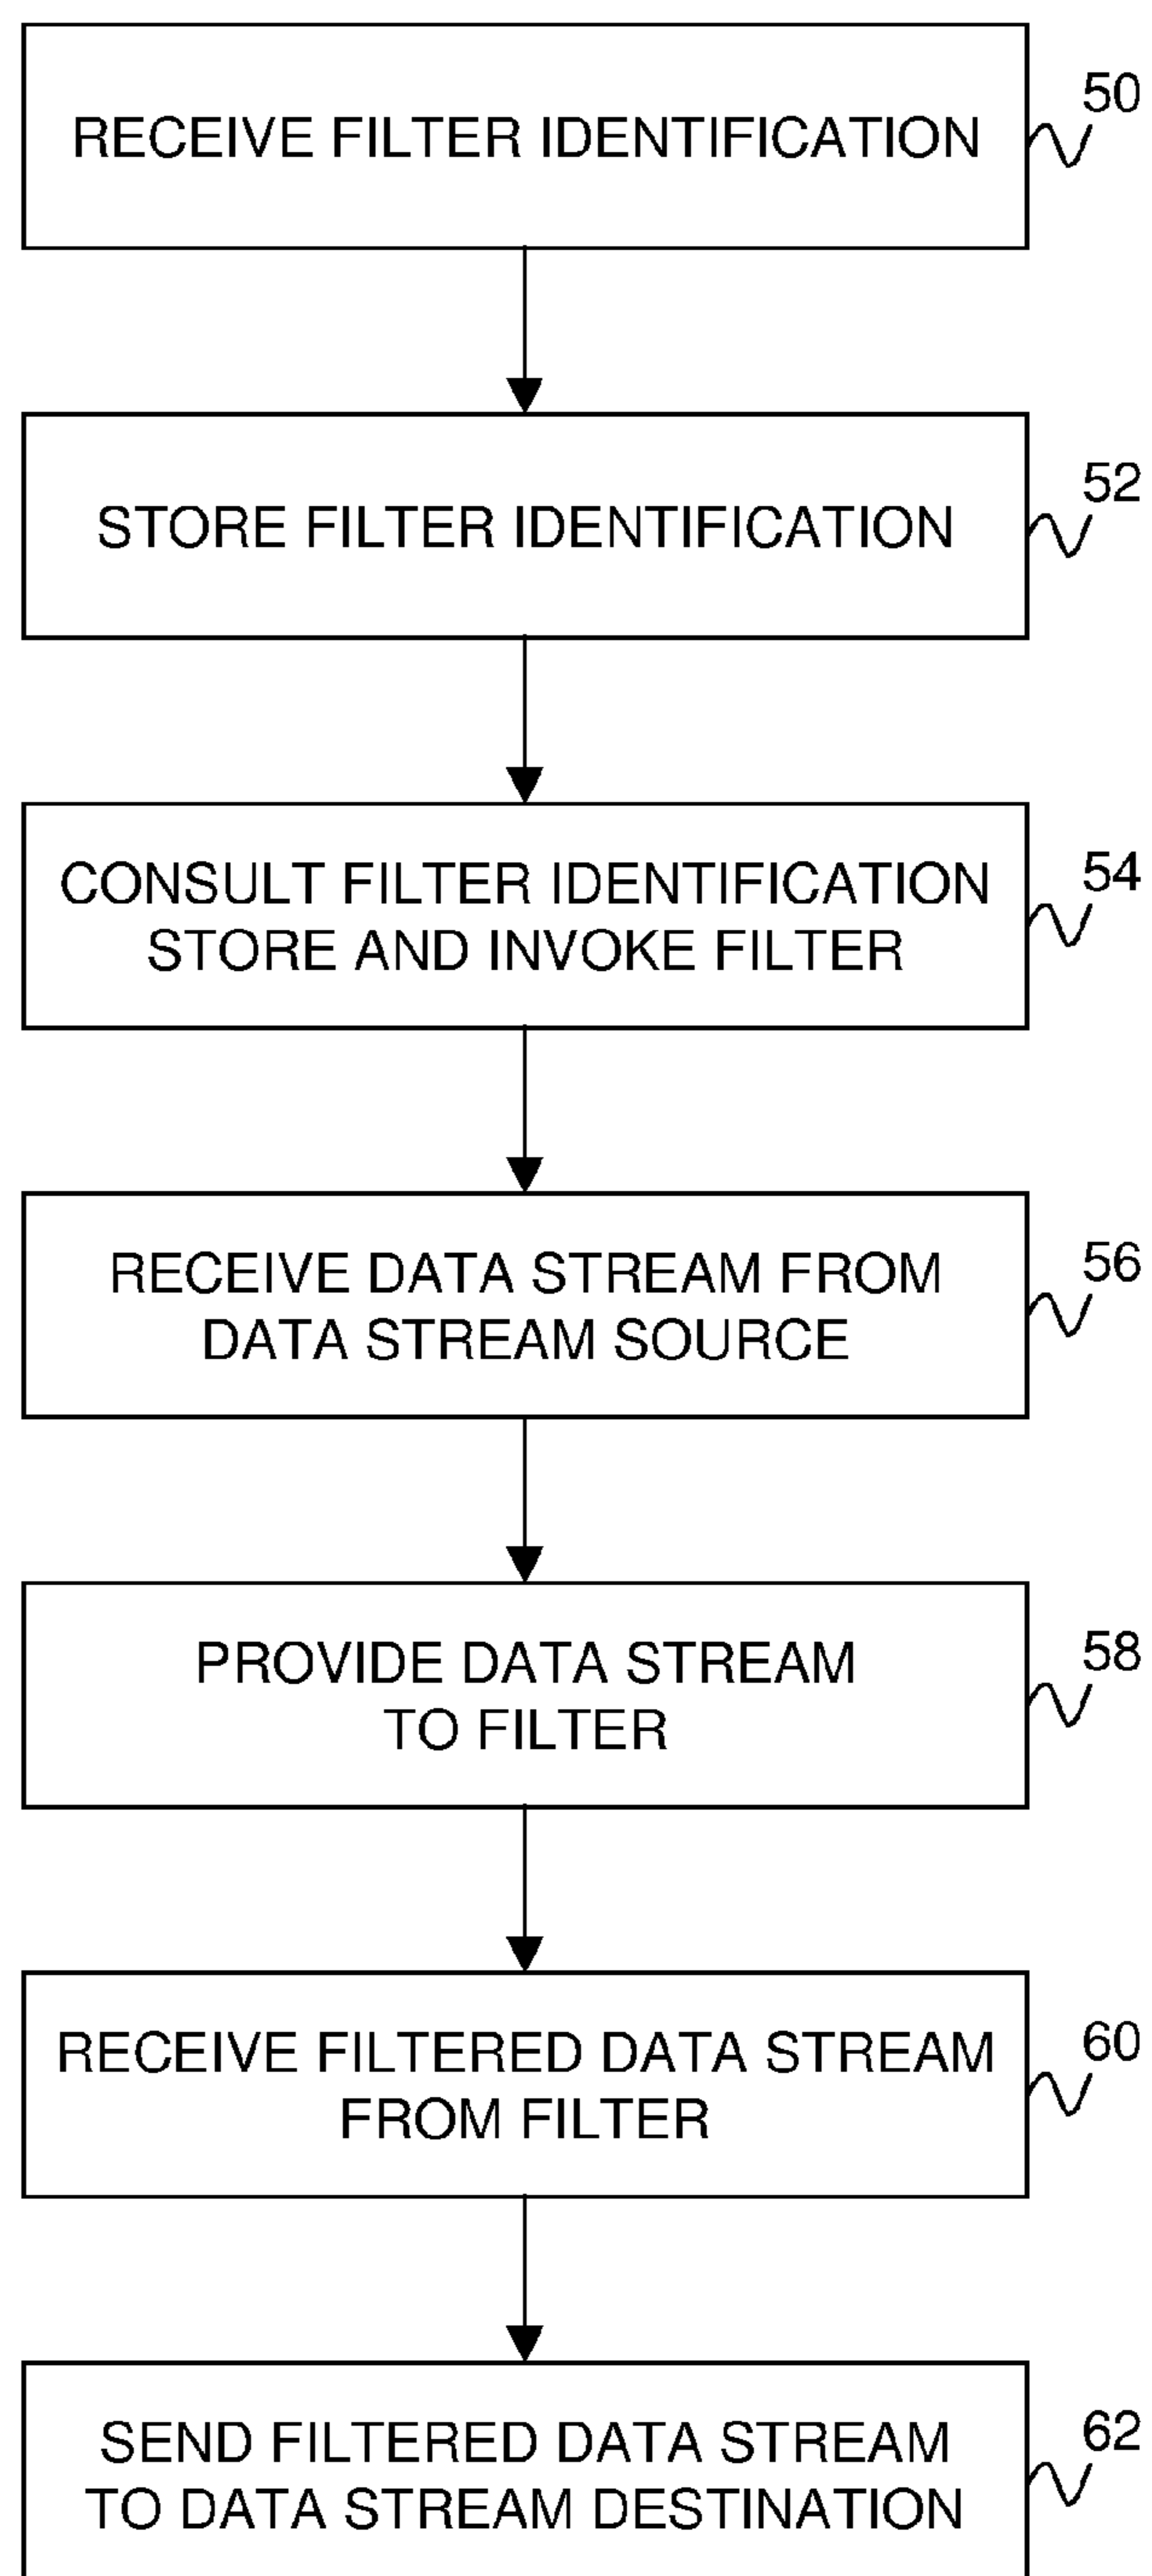 50
RECEIVE FILTER IDENTIFICATION
52
STORE FILTER IDENTIFICATION
54
CONSULT FILTER IDENTIFICATION
STORE AND INVOKE FILTER
56
RECEIVE DATA STREAM FROM
DATA STREAM SOURCE
58
PROVIDE DATA STREAM
TO FILTER
60
RECEIVE FILTERED DATA STREAM
FROM FILTER
62
SEND FILTERED DATA STREAM
TO DATA STREAM DESTINATION